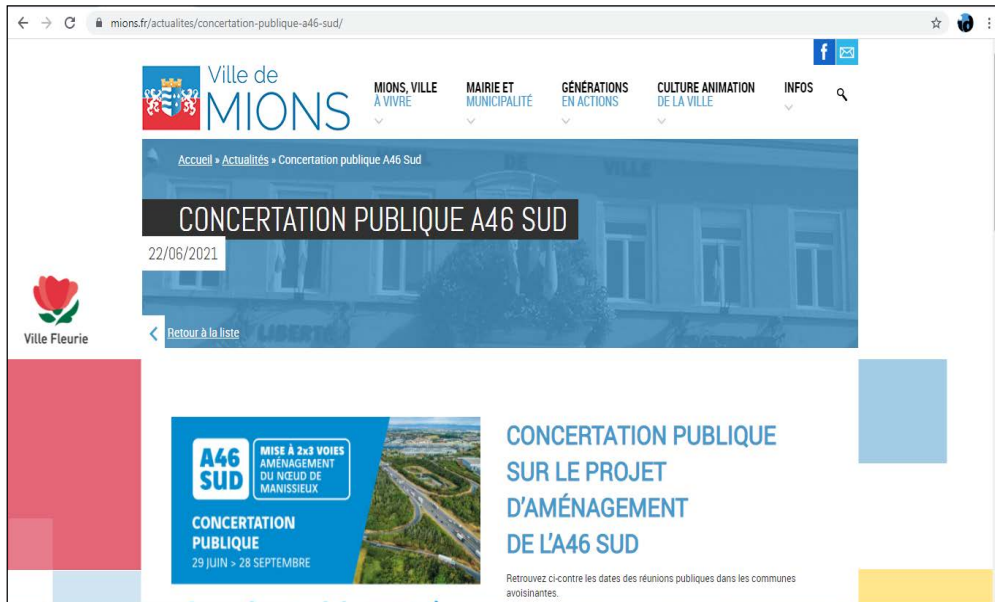 mions.fr/actualites/concertation-publique-a46-sud/
f
Ville de
MIONS
MIONS, VILLE
À VIVRE
MAIRIE ET
MUNICIPALITÉ
GÉNÉRATIONS
EN ACTIONS
CULTURE ANIMATION
DE LA VILLE
INFOS
Accueil » Actualités » Concertation publique A46 Sud
VILLE
CONCERTATION PUBLIQUE A46 SUD
22/06/2021
Ville Fleurie
LIBERTÉ
Retour à la liste
A46
SUD
MISE À 2x3 VOIES
AMÉNAGEMENT
DU NŒUD DE
MANISSIEUX
CONCERTATION
PUBLIQUE
29 JUIN > 28 SEPTEMBRE
CONCERTATION PUBLIQUE
SUR LE PROJET
D'AMÉNAGEMENT
DE L'A46 SUD
Retrouvez ci-contre les dates des réunions publiques dans les communes
avoisinantes.